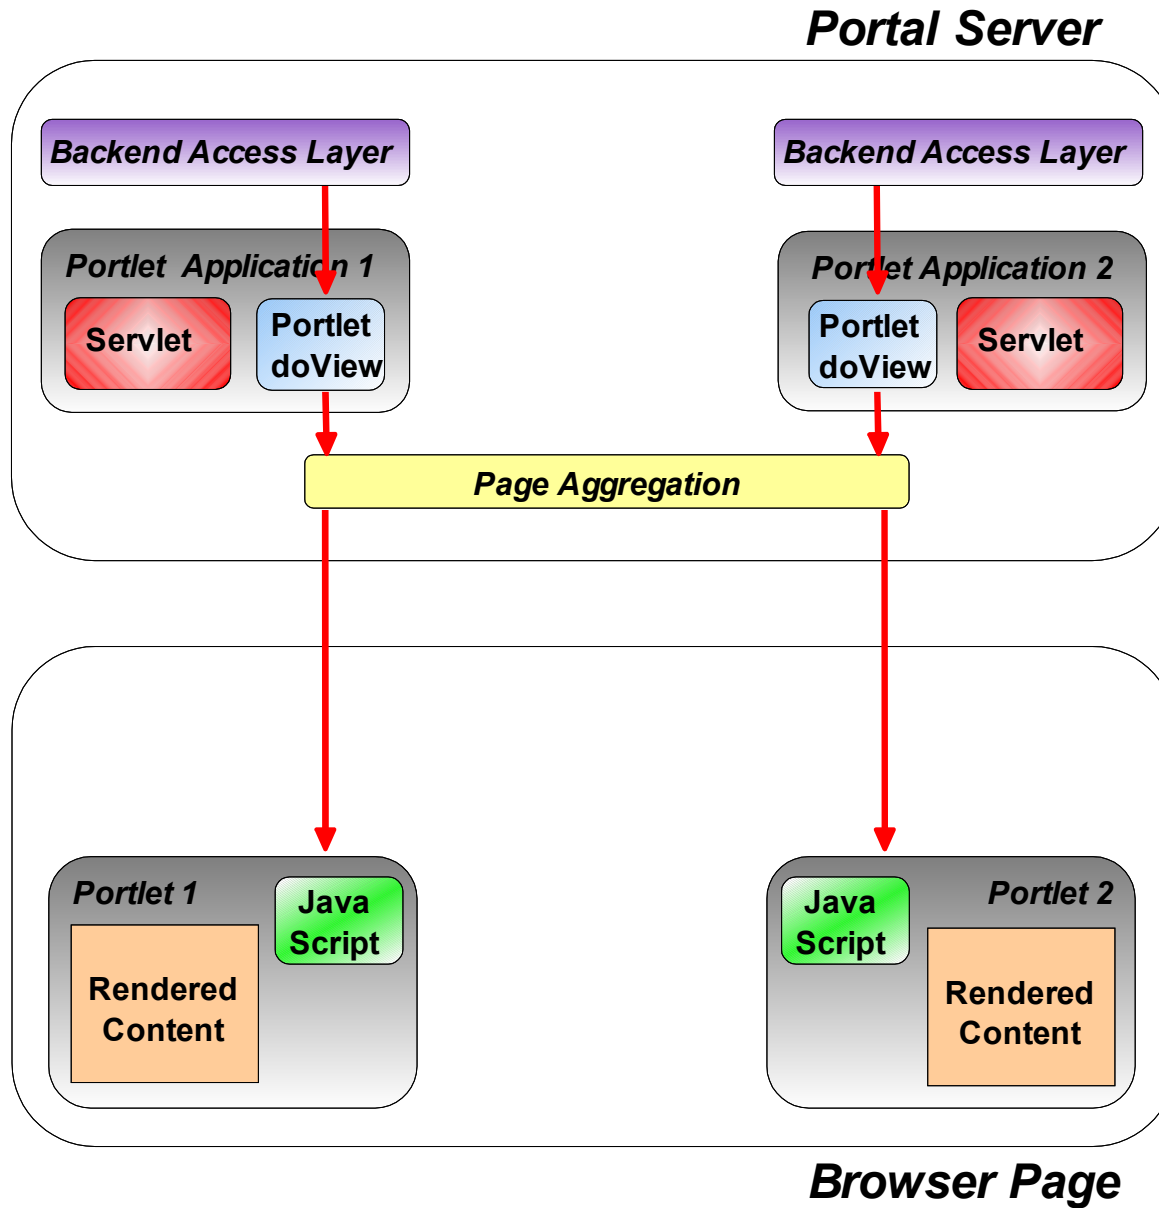 Portal Server
Backend Access Layer
Backend Access Layer
Portlet Application 1
Portlet Application 2
Servlet
Portlet
doView
Portlet
doView
Servlet
Page Aggregation
Portlet 1
Java
Script
Rendered
Content
Java
Script
Portlet 2
Rendered
Content
Browser Page